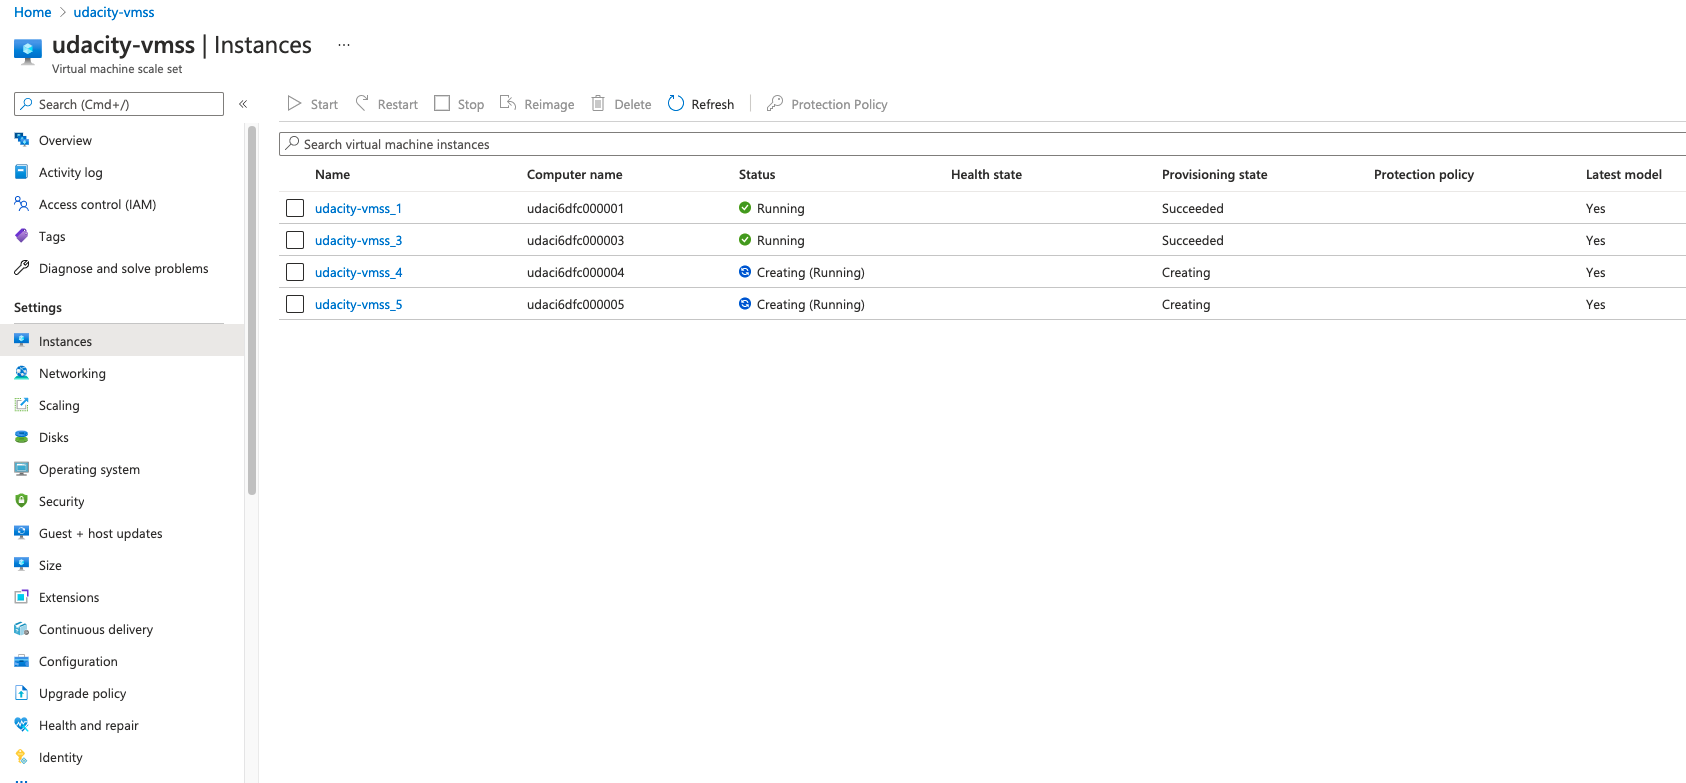 Home > udacity-vmss
udacity-vmss | Instances ...
Virtual machine scale set
Search (Cmd+/) «
Start Restart Stop Reimage Delete Refresh Protection Policy
Search virtual machine instances
Overview
Activity log
Access control (IAM)
Tags
Diagnose and solve problems
Settings
Instances
Networking
Scaling
Disks
Operating system
Security
Guest + host updates
Size
Extensions
Continuous delivery
Configuration
Upgrade policy
Health and repair
Identity
Name Computer name Status Health state Provisioning state Protection policy Latest model
udacity-vmss_1 udaci6dfc000001 Running Succeeded Yes
udacity-vmss_3 udaci6dfc000003 Running Succeeded Yes
udacity-vmss_4 udaci6dfc000004 Creating (Running) Creating Yes
udacity-vmss_5 udaci6dfc000005 Creating (Running) Creating Yes